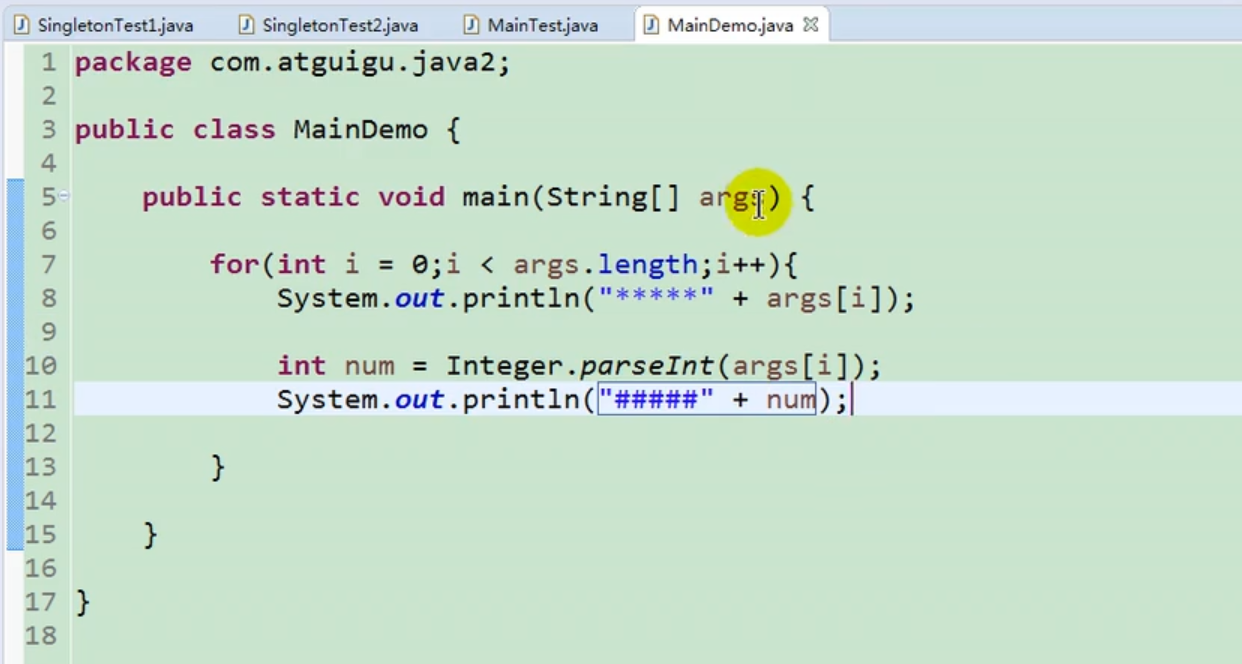 SingletonTest1.java SingletonTest2.java MainTest.java MainDemo.java
1 package com.atguigu.java2;
2
3 public class MainDemo {
4
5     public static void main(String[] args) {
6
7         for(int i = 0;i < args.length;i++){
8             System.out.println("*****" + args[i]);
9
10             int num = Integer.parseInt(args[i]);
11             System.out.println("#####" + num);
12
13         }
14
15     }
16
17 }
18